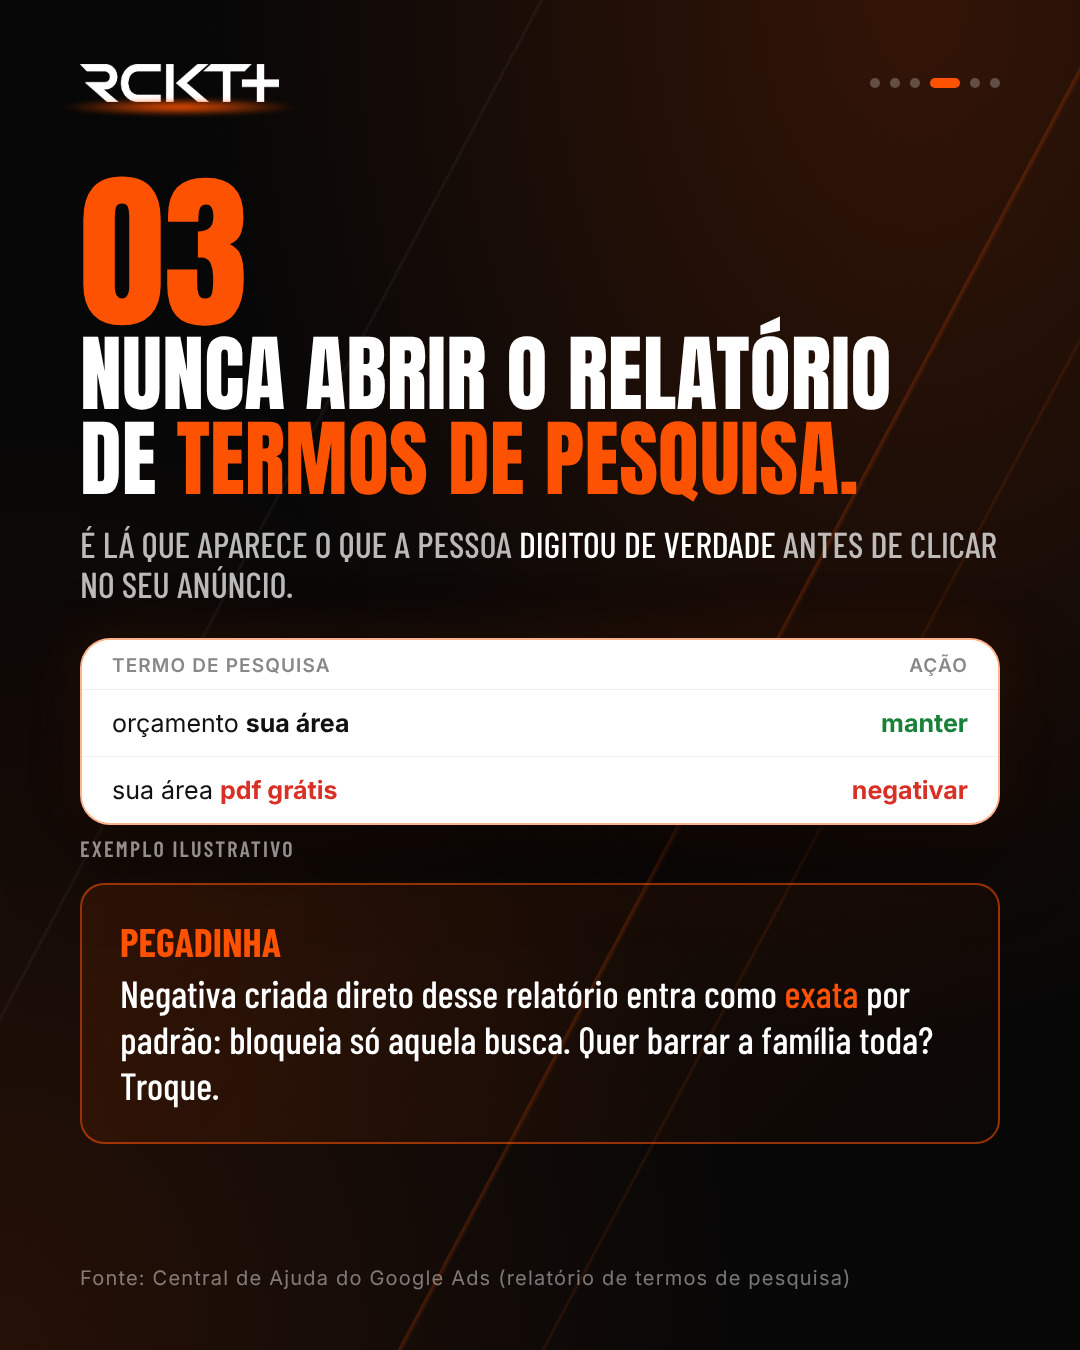 RCKT+
03
NUNCA ABRIR O RELATÓRIO
DE TERMOS DE PESQUISA.
É LÁ QUE APARECE O QUE A PESSOA DIGITOU DE VERDADE ANTES DE CLICAR
NO SEU ANÚNCIO.
TERMO DE PESQUISA AÇÃO
orçamento sua área manter
sua área pdf grátis negativar
EXEMPLO ILUSTRATIVO
PEGADINHA
Negativa criada direto desse relatório entra como exata por
padrão: bloqueia só aquela busca. Quer barrar a família toda?
Troque.
Fonte: Central de Ajuda do Google Ads (relatório de termos de pesquisa)